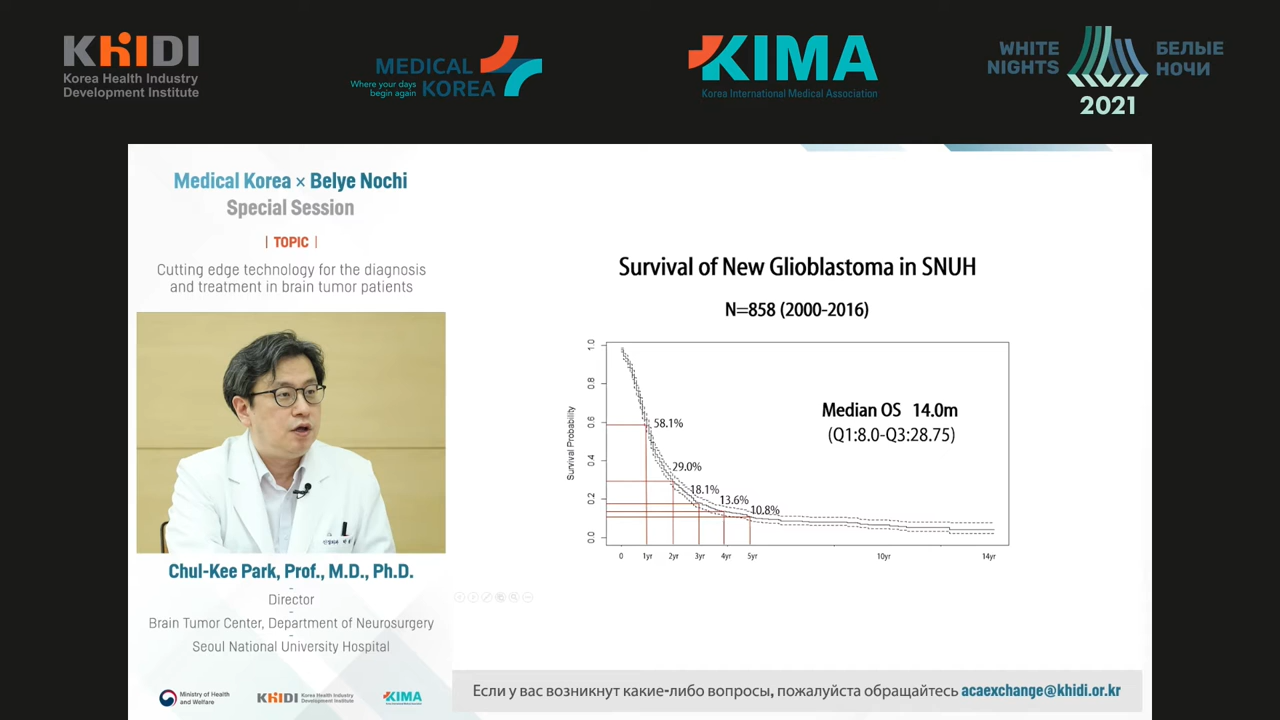 KHIDI
Korea Health Industry
Development Institute
MEDICAL
KOREA
Where your days
begin again
KIMA
Korea International Medical Association
WHITE
NIGHTS
БЕЛЫЕ
НОЧИ
2021
Medical Korea × Belye Nochi
Special Session
| TOPIC |
Cutting edge technology for the diagnosis
and treatment in brain tumor patients
Chul-Kee Park, Prof., M.D., Ph.D.
Director
Brain Tumor Center, Department of Neurosurgery
Seoul National University Hospital
Ministry of Health
and Welfare
KHIDI
Korea Health Industry
Development Institute
KIMA
Survival of New Glioblastoma in SNUH
N=858 (2000-2016)
Survival Probability
1.0
0.8
0.6
0.4
0.2
0.0
58.1%
29.0%
18.1%
13.6%
10.8%
Median OS 14.0m
(Q1:8.0-Q3:28.75)
0 1yr 2yr 3yr 4yr 5yr 10yr 14yr
Если у вас возникнут какие-либо вопросы, пожалуйста обращайтесь acaexchange@khidi.or.kr